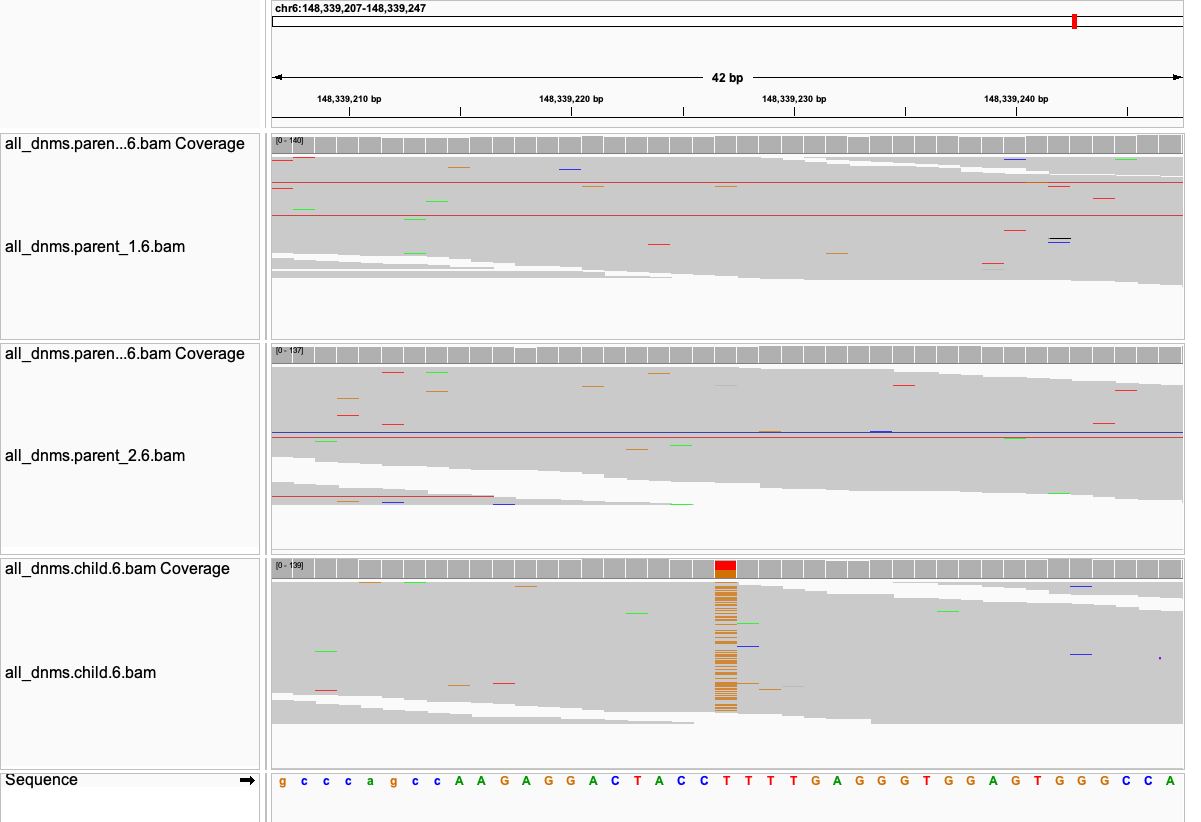 chr6:148,339,207-148,339,247
42 bp
148,339,210 bp 148,339,220 bp 148,339,230 bp 148,339,240 bp
all_dnms.paren...6.bam Coverage
[0 - 140]
all_dnms.parent_1.6.bam
all_dnms.paren...6.bam Coverage
[0 - 137]
all_dnms.parent_2.6.bam
all_dnms.child.6.bam Coverage
[0 - 139]
all_dnms.child.6.bam
Sequence g c c c a g c c A A G A G G A C T A C C T T T T G A G G G T G G A G T G G G C C A